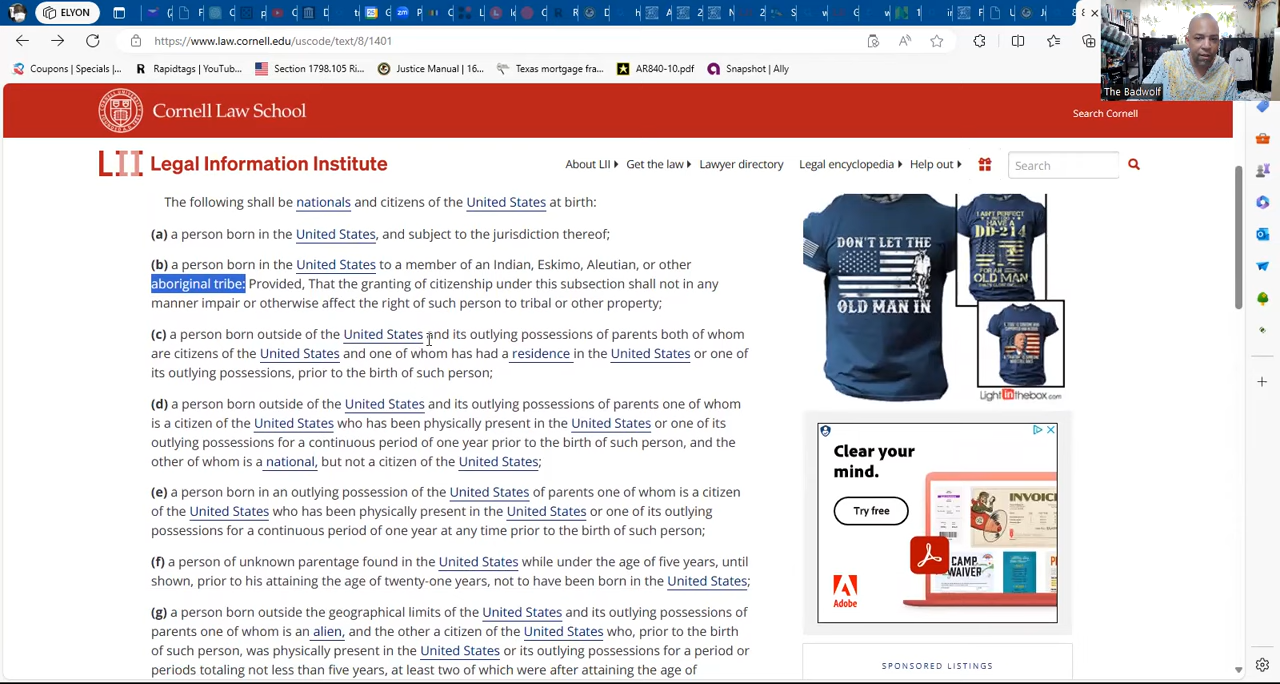 ELYON
https://www.law.cornell.edu/uscode/text/8/1401
Coupons | Specials |...
Rapidtags | YouTub...
Section 1798.105 Ri...
Justice Manual | 16...
Texas mortgage fra...
AR840-10.pdf
Snapshot | Ally
The Badwolf
Cornell Law School
Search Cornell
LII Legal Information Institute
About LII
Get the law
Lawyer directory
Legal encyclopedia
Help out
Search
The following shall be nationals and citizens of the United States at birth:
(a) a person born in the United States, and subject to the jurisdiction thereof;
(b) a person born in the United States to a member of an Indian, Eskimo, Aleutian, or other
aboriginal tribe: Provided, That the granting of citizenship under this subsection shall not in any
manner impair or otherwise affect the right of such person to tribal or other property;
(c) a person born outside of the United States and its outlying possessions of parents both of whom
are citizens of the United States and one of whom has had a residence in the United States or one of
its outlying possessions, prior to the birth of such person;
(d) a person born outside of the United States and its outlying possessions of parents one of whom
is a citizen of the United States who has been physically present in the United States or one of its
outlying possessions for a continuous period of one year prior to the birth of such person, and the
other of whom is a national, but not a citizen of the United States;
(e) a person born in an outlying possession of the United States of parents one of whom is a citizen
of the United States who has been physically present in the United States or one of its outlying
possessions for a continuous period of one year at any time prior to the birth of such person;
(f) a person of unknown parentage found in the United States while under the age of five years, until
shown, prior to his attaining the age of twenty-one years, not to have been born in the United States;
(g) a person born outside the geographical limits of the United States and its outlying possessions of
parents one of whom is an alien, and the other a citizen of the United States who, prior to the birth
of such person, was physically present in the United States or its outlying possessions for a period or
periods totaling not less than five years, at least two of which were after attaining the age of
DON'T LET THE
OLD MAN
I AIN'T PERFECT
BUT I DO
HAVE A
DD-214
FOR AN
OLD MAN
Lightinthebox.com
Clear your
mind.
Try free
Adobe
INVOICE
CAMP
WAIVER
SPONSORED LISTINGS